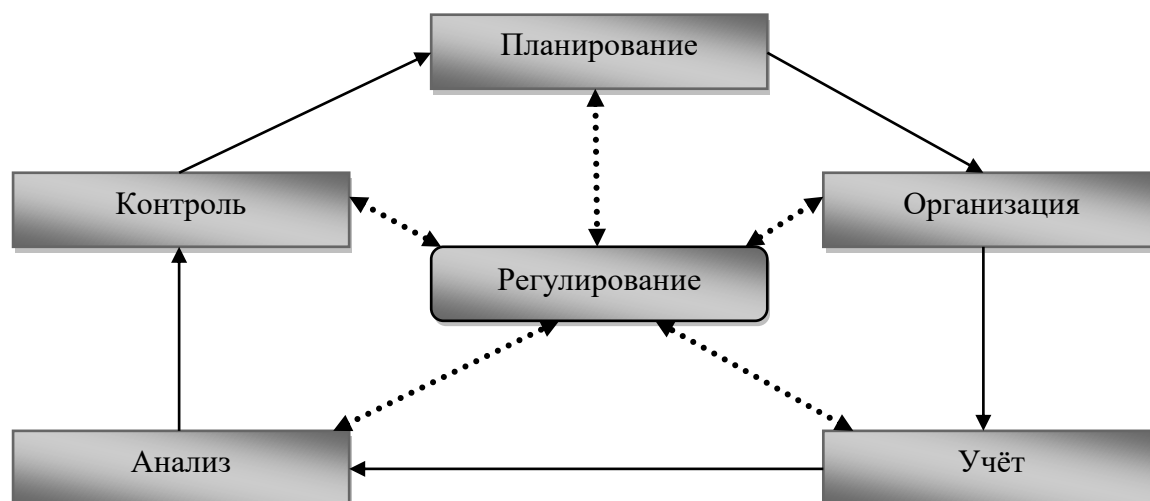 Планирование
Контроль
Организация
Регулирование
Анализ
Учёт